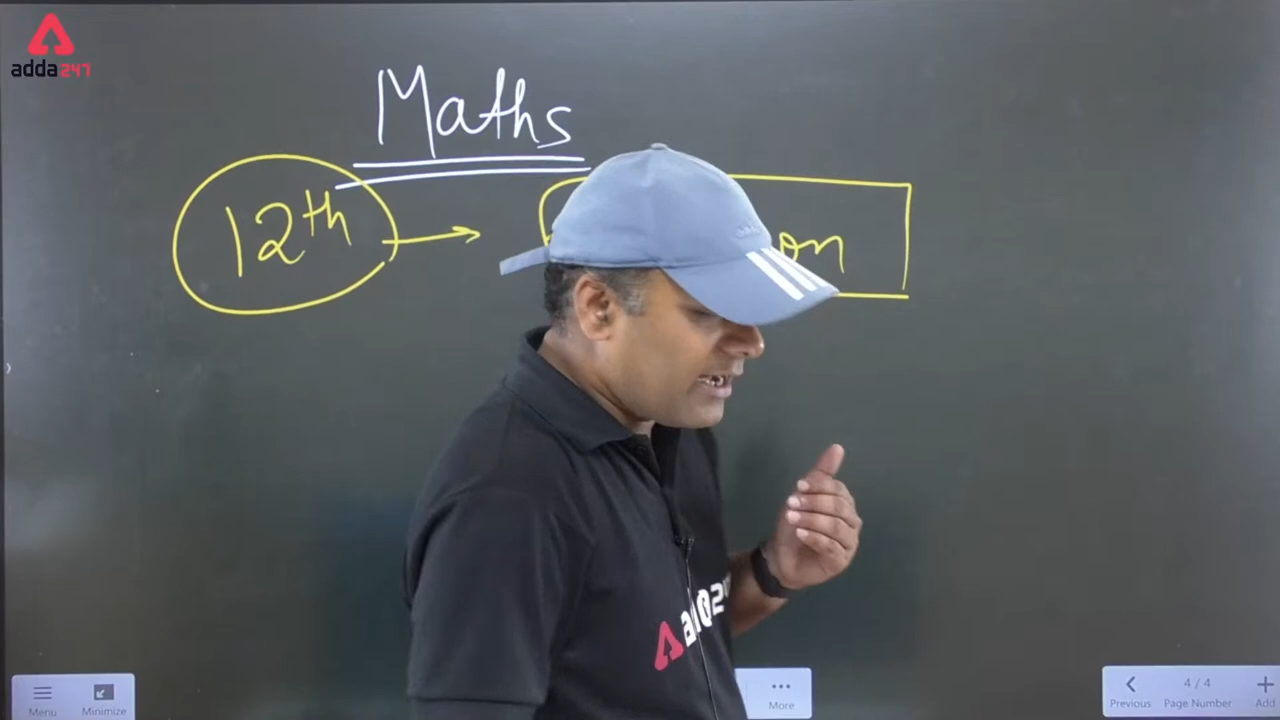 adda247
Maths
12th
Menu
Minimize
More
Previous
4 / 4
Page Number
Add